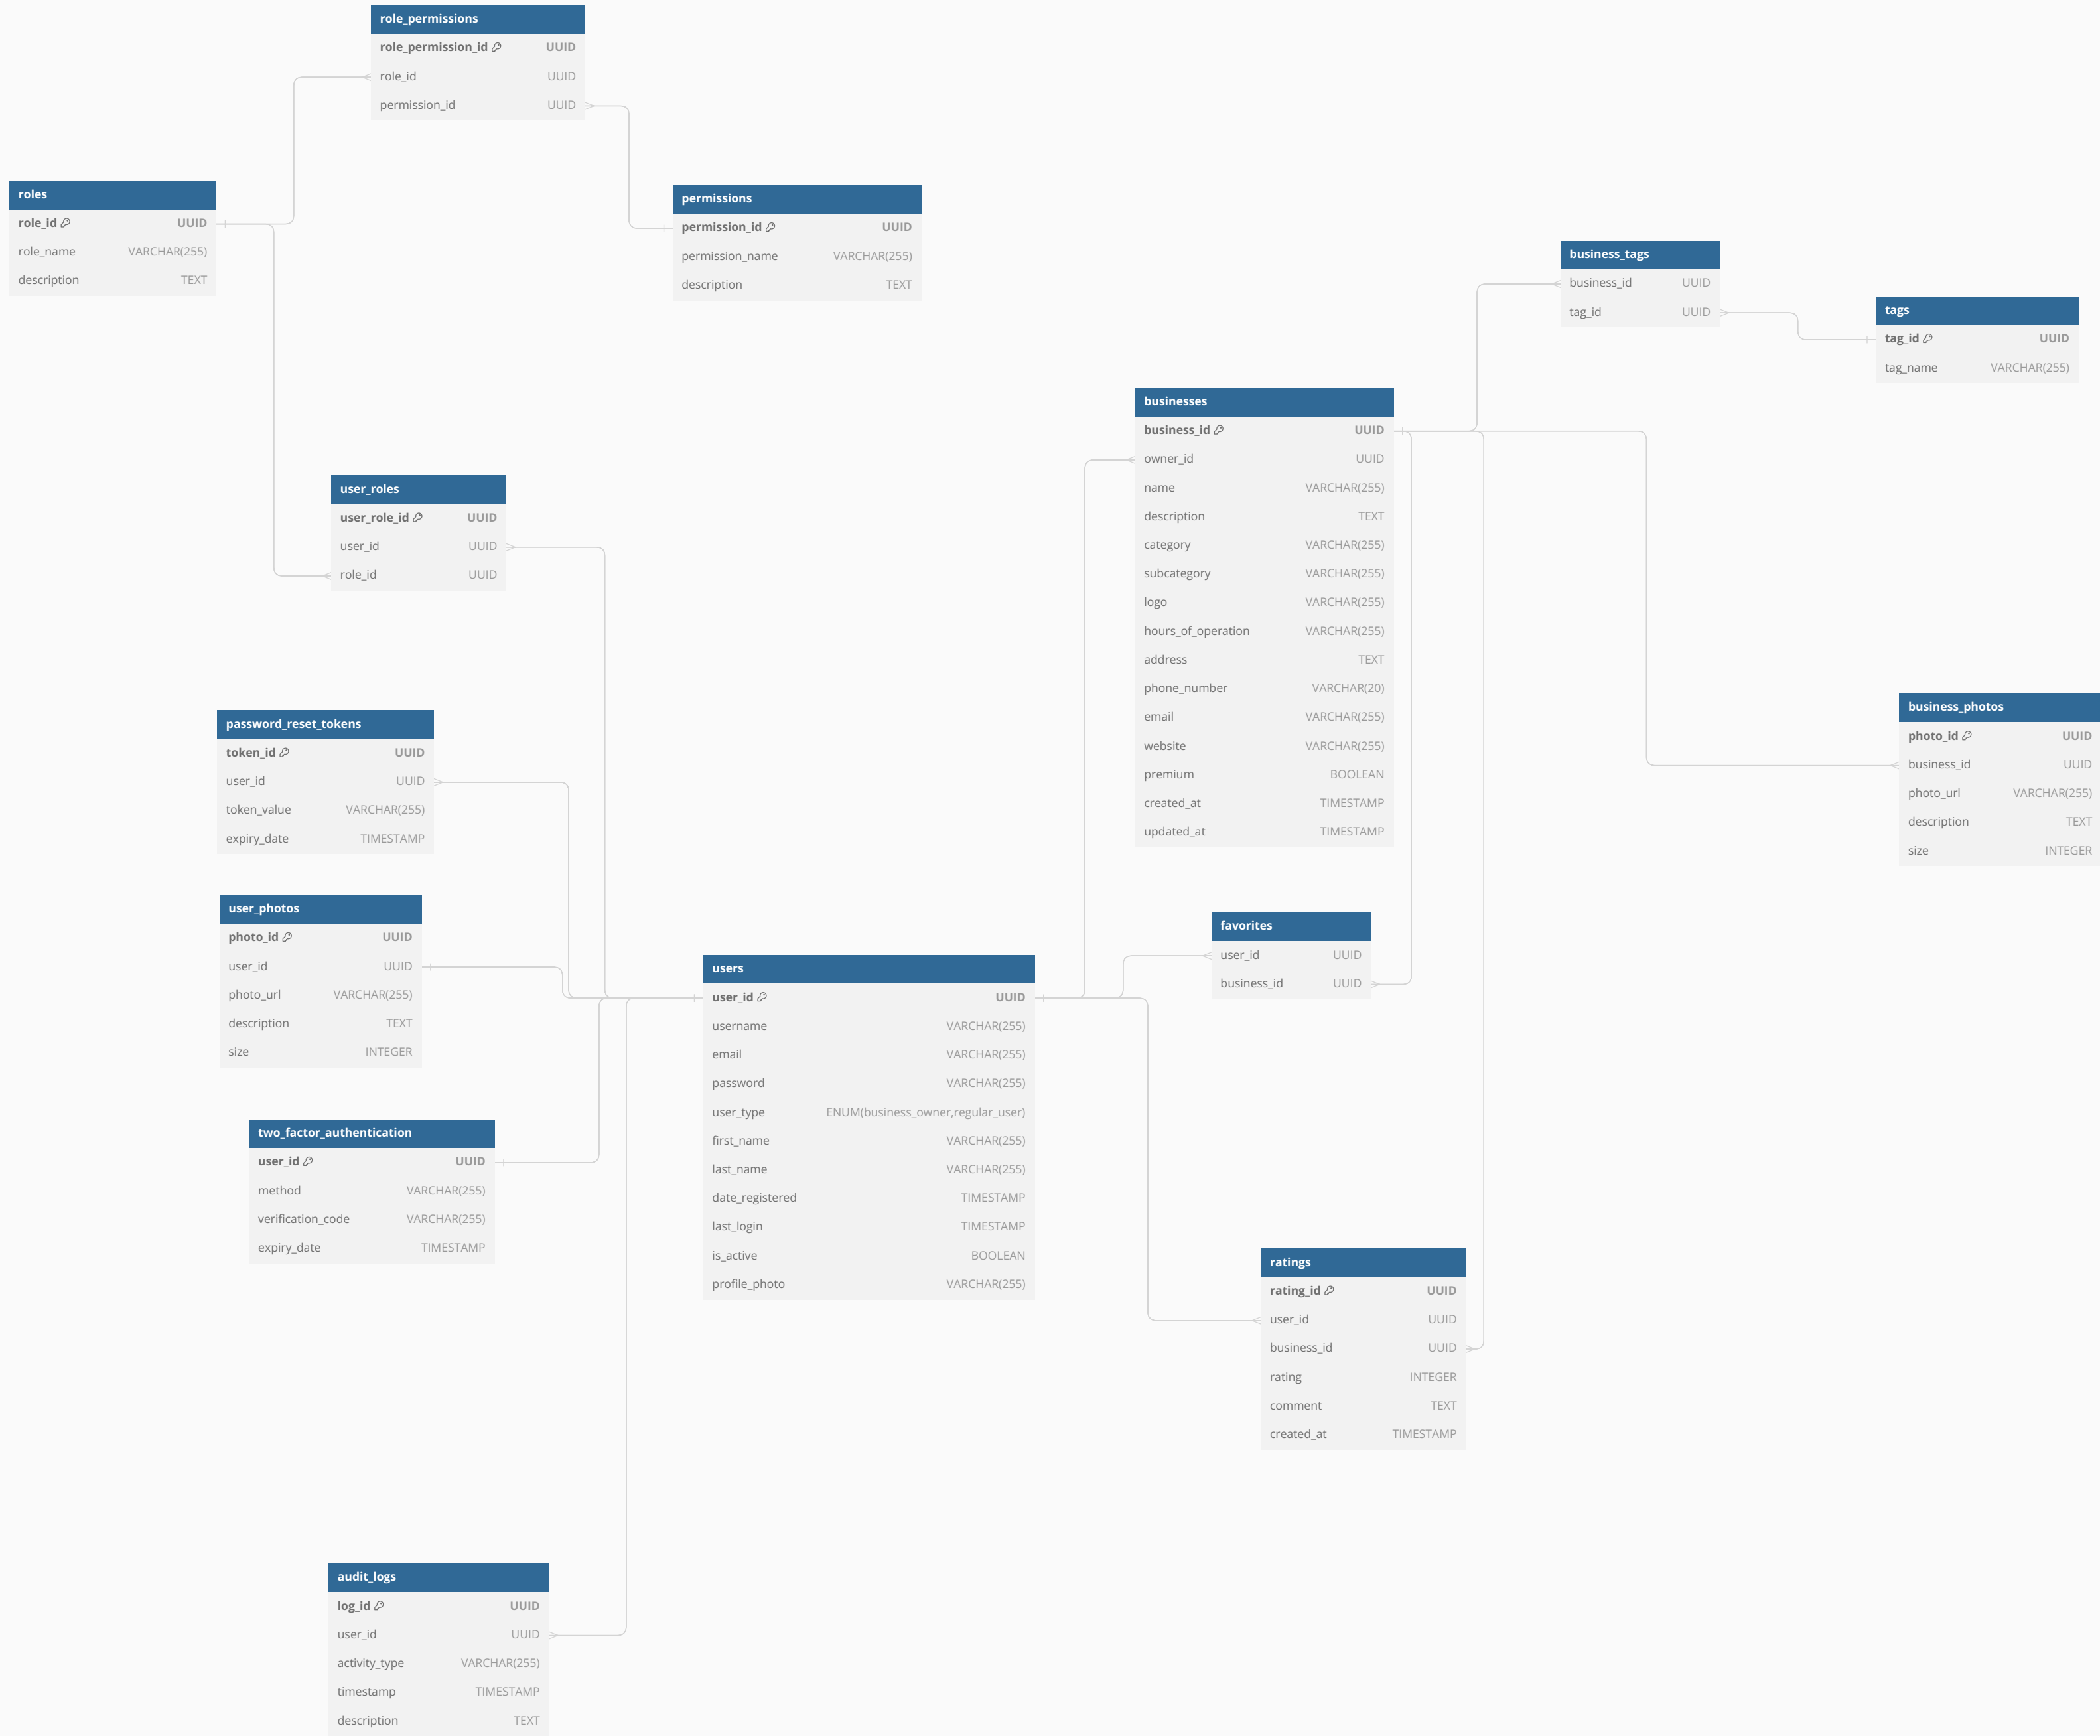 role_permissions
role_permission_id UUID
role_id UUID
permission_id UUID
roles
role_id UUID
role_name VARCHAR(255)
description TEXT
permissions
permission_id UUID
permission_name VARCHAR(255)
description TEXT
business_tags
business_id UUID
tag_id UUID
tags
tag_id UUID
tag_name VARCHAR(255)
businesses
business_id UUID
owner_id UUID
name VARCHAR(255)
description TEXT
category VARCHAR(255)
subcategory VARCHAR(255)
logo VARCHAR(255)
hours_of_operation VARCHAR(255)
address TEXT
phone_number VARCHAR(20)
email VARCHAR(255)
website VARCHAR(255)
premium BOOLEAN
created_at TIMESTAMP
updated_at TIMESTAMP
user_roles
user_role_id UUID
user_id UUID
role_id UUID
business_photos
photo_id UUID
business_id UUID
photo_url VARCHAR(255)
description TEXT
size INTEGER
password_reset_tokens
token_id UUID
user_id UUID
token_value VARCHAR(255)
expiry_date TIMESTAMP
user_photos
photo_id UUID
user_id UUID
photo_url VARCHAR(255)
description TEXT
size INTEGER
favorites
user_id UUID
business_id UUID
users
user_id UUID
username VARCHAR(255)
email VARCHAR(255)
password VARCHAR(255)
user_type ENUM(business_owner,regular_user)
first_name VARCHAR(255)
last_name VARCHAR(255)
date_registered TIMESTAMP
last_login TIMESTAMP
is_active BOOLEAN
profile_photo VARCHAR(255)
two_factor_authentication
user_id UUID
method VARCHAR(255)
verification_code VARCHAR(255)
expiry_date TIMESTAMP
ratings
rating_id UUID
user_id UUID
business_id UUID
rating INTEGER
comment TEXT
created_at TIMESTAMP
audit_logs
log_id UUID
user_id UUID
activity_type VARCHAR(255)
timestamp TIMESTAMP
description TEXT